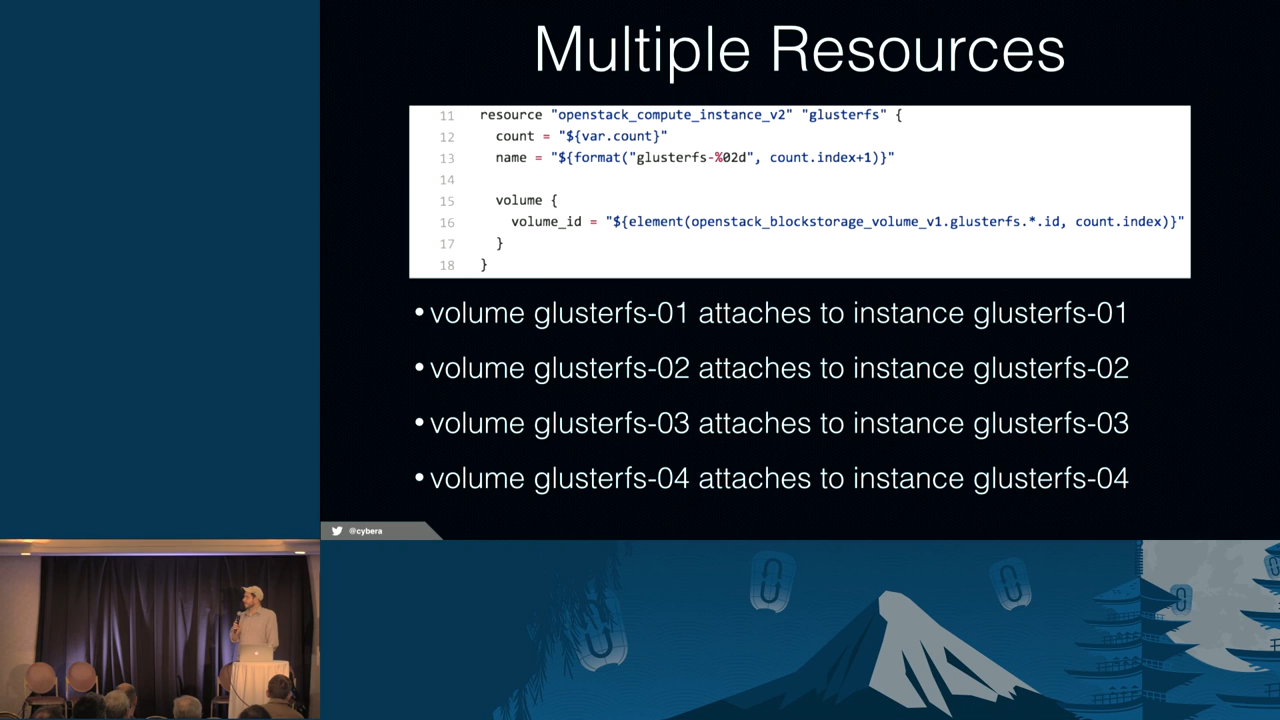 Multiple Resources
11 resource "openstack_compute_instance_v2" "glusterfs" {
12 count = "${var.count}"
13 name = "${format("glusterfs-%02d", count.index+1)}"
14
15 volume {
16 volume_id = "${element(openstack_blockstorage_volume_v1.glusterfs.*.id, count.index)}"
17 }
18 }
•volume glusterfs-01 attaches to instance glusterfs-01
•volume glusterfs-02 attaches to instance glusterfs-02
•volume glusterfs-03 attaches to instance glusterfs-03
•volume glusterfs-04 attaches to instance glusterfs-04
@cybera